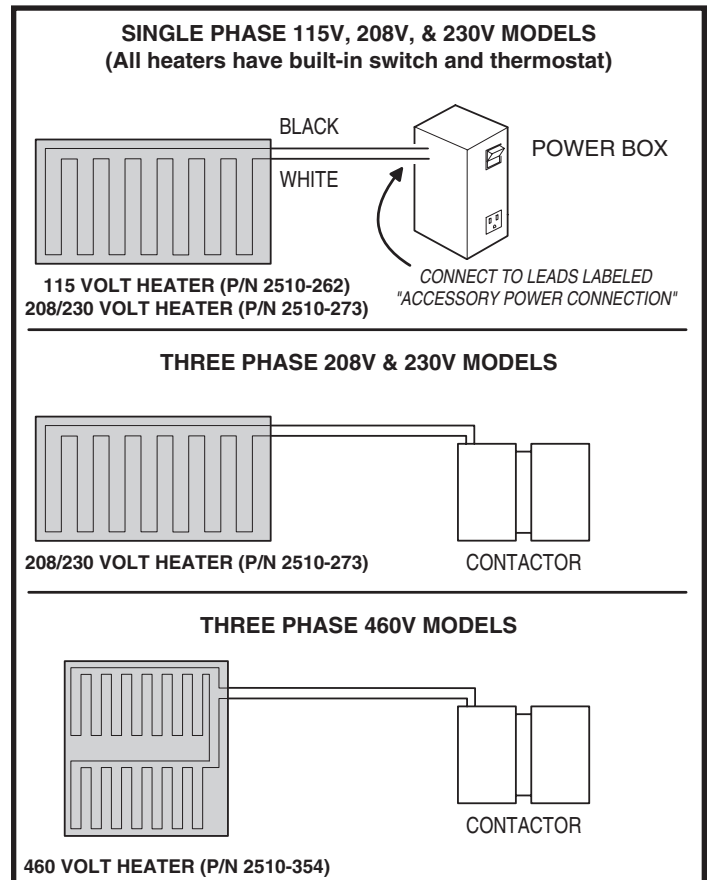 SINGLE PHASE 115V, 208V, & 230V MODELS
(All heaters have built-in switch and thermostat)
BLACK
WHITE
POWER BOX
CONNECT TO LEADS LABELED
"ACCESSORY POWER CONNECTION"
115 VOLT HEATER (P/N 2510-262)
208/230 VOLT HEATER (P/N 2510-273)
THREE PHASE 208V & 230V MODELS
208/230 VOLT HEATER (P/N 2510-273)
CONTACTOR
THREE PHASE 460V MODELS
CONTACTOR
460 VOLT HEATER (P/N 2510-354)